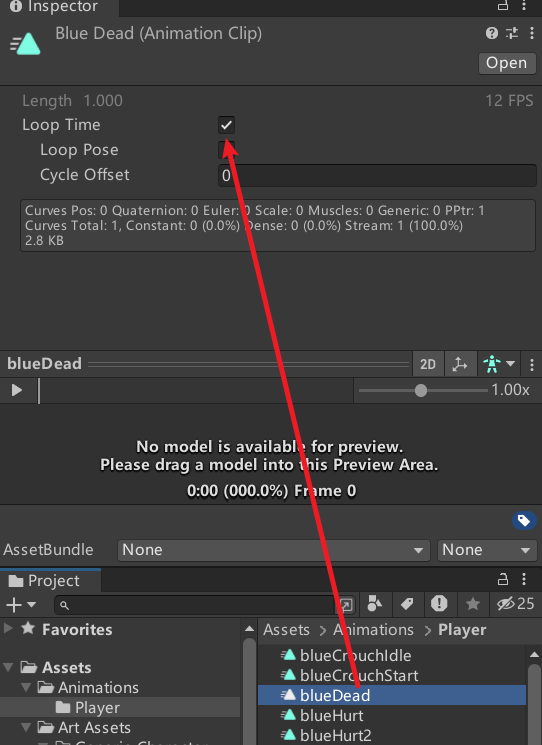 Inspector
Blue Dead (Animation Clip)
Open
Length 1.000 12 FPS
Loop Time
Loop Pose
Cycle Offset 0
Curves Pos: 0 Quaternion: 0 Euler: 0 Scale: 0 Muscles: 0 Generic: 0 PPtr: 1
Curves Total: 1, Constant: 0 (0.0%) Dense: 0 (0.0%) Stream: 1 (100.0%)
2.8 KB
blueDead 2D
1.00x
No model is available for preview.
Please drag a model into this Preview Area.
0:00 (000.0%) Frame 0
AssetBundle None None
Project
25
Favorites
Assets
Animations
Player
Art Assets
Generic Character
Assets > Animations > Player
blueCrouchIdle
blueCrouchStart
blueDead
blueHurt
blueHurt2